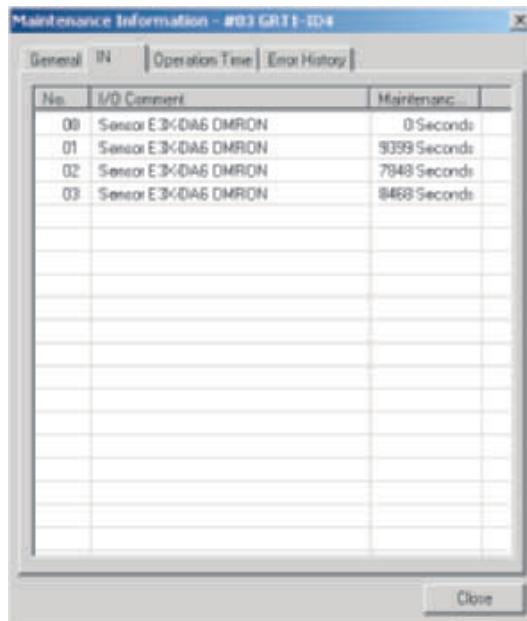 Maintenance Information - #03 GRT1-ID4
General IN Operation Time Error History
No. I/O Comment Maintenanc...
00 Sensor E3X-DA6 OMRON 0 Seconds
01 Sensor E3X-DA6 OMRON 9399 Seconds
02 Sensor E3X-DA6 OMRON 7848 Seconds
03 Sensor E3X-DA6 OMRON 8468 Seconds
Close